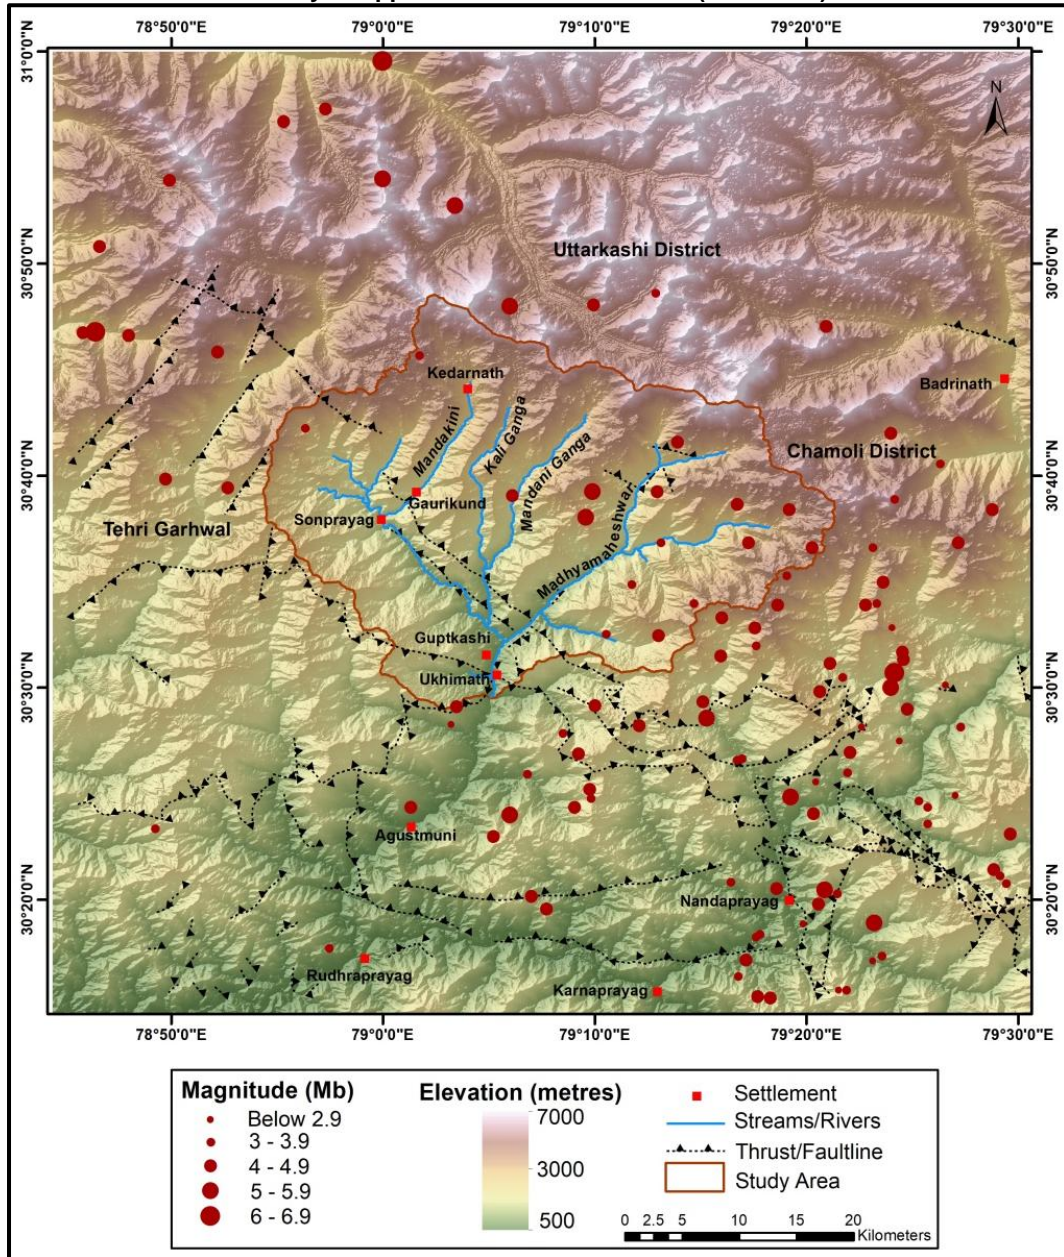 78°50'0"E 79°0'0"E 79°10'0"E 79°20'0"E 79°30'0"E
31°0'0"N
31°0'0"N
N
Uttarkashi District
30°50'0"N
30°50'0"N
Kedarnath
Badrinath
Mandakini
Kali Ganga
Mandani Ganga
Chamoli District
30°40'0"N
30°40'0"N
Gaurikund
Sonprayag
Tehri Garhwal
Madhyamaheshwar
Guptkashi
Ukhimath
30°30'0"N
30°30'0"N
Agustmuni
30°20'0"N
30°20'0"N
Nandaprayag
Rudhraprayag
Karnaprayag
78°50'0"E 79°0'0"E 79°10'0"E 79°20'0"E 79°30'0"E
Magnitude (Mb)
Below 2.9
3 - 3.9
4 - 4.9
5 - 5.9
6 - 6.9
Elevation (metres)
7000
3000
500
Settlement
Streams/Rivers
Thrust/Faultline
Study Area
0 2.5 5 10 15 20
Kilometers